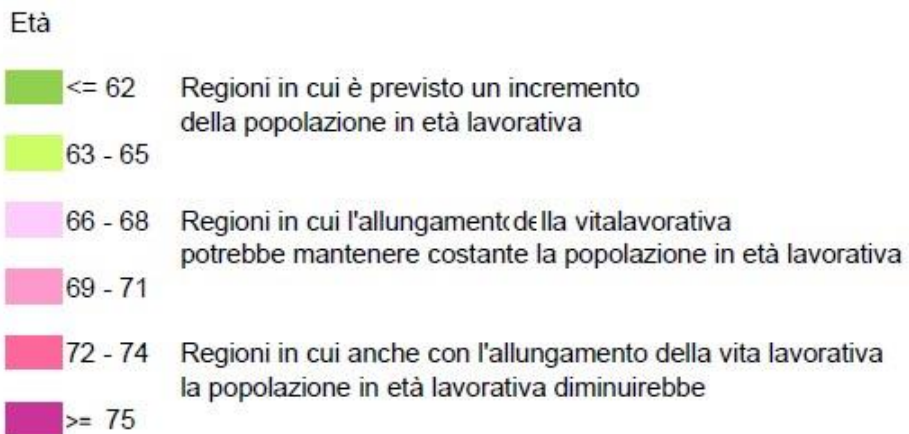 Età
<= 62 Regioni in cui è previsto un incremento
della popolazione in età lavorativa
63 - 65
66 - 68 Regioni in cui l'allungamento della vitalavorativa
potrebbe mantenere costante la popolazione in età lavorativa
69 - 71
72 - 74 Regioni in cui anche con l'allungamento della vita lavorativa
la popolazione in età lavorativa diminuirebbe
>= 75